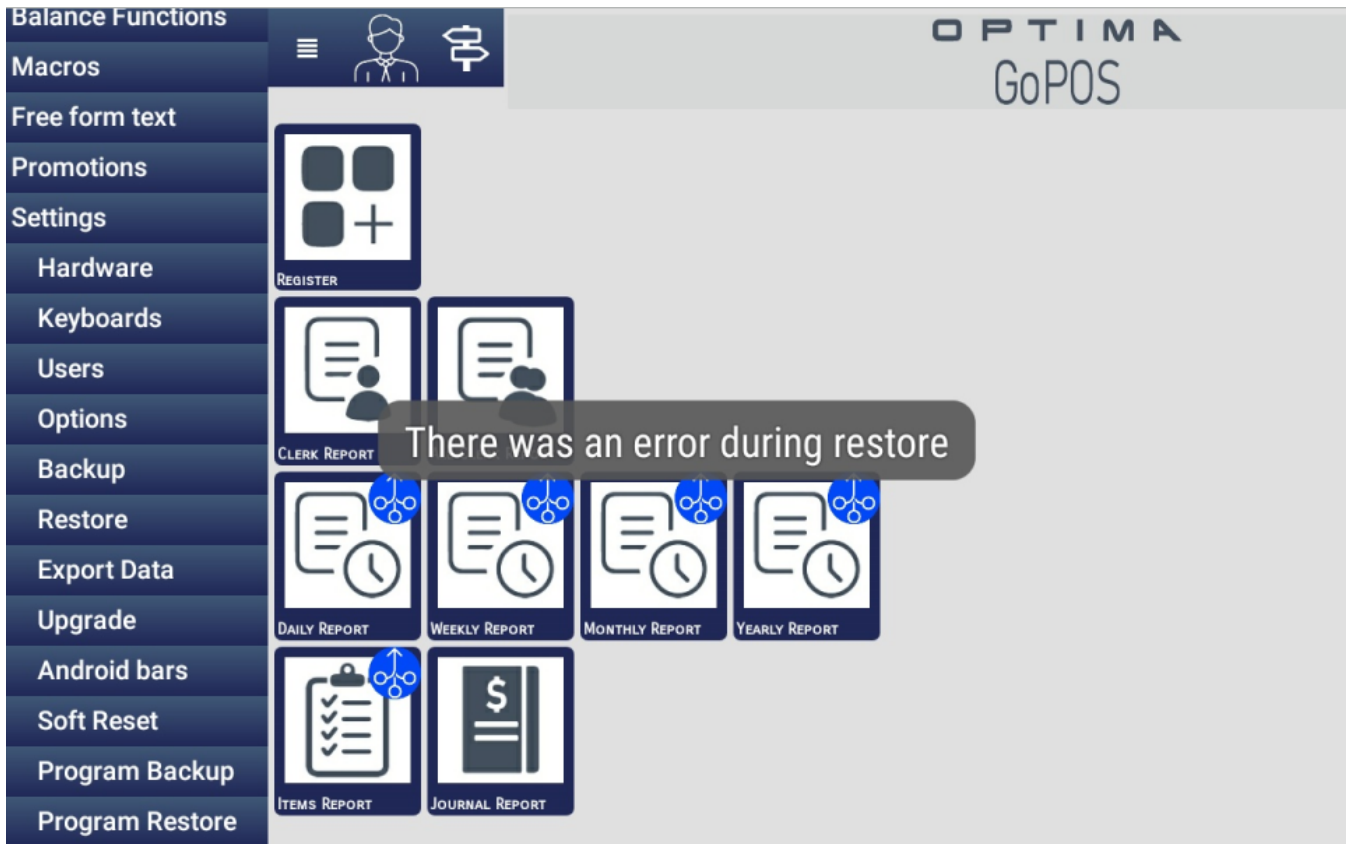 Balance Functions
Macros
Free form text
Promotions
Settings
Hardware
Keyboards
Users
Options
Backup
Restore
Export Data
Upgrade
Android bars
Soft Reset
Program Backup
Program Restore
OPTIMA
GoPOS
REGISTER
CLERK REPORT
There was an error during restore
DAILY REPORT
WEEKLY REPORT
MONTHLY REPORT
YEARLY REPORT
$
ITEMS REPORT
JOURNAL REPORT